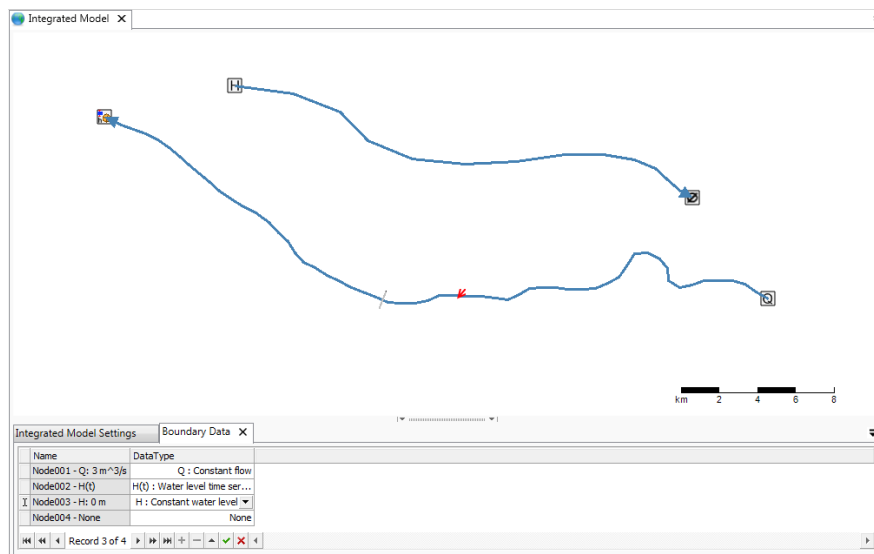 Integrated Model X
H
Q
km 2 4 6 8
Integrated Model Settings Boundary Data X
Name DataType
Node001 - Q: 3 m^3/s Q : Constant flow
Node002 - H(t) H(t) : Water level time ser...
Node003 - H: 0 m H : Constant water level
Node004 - None None
Record 3 of 4